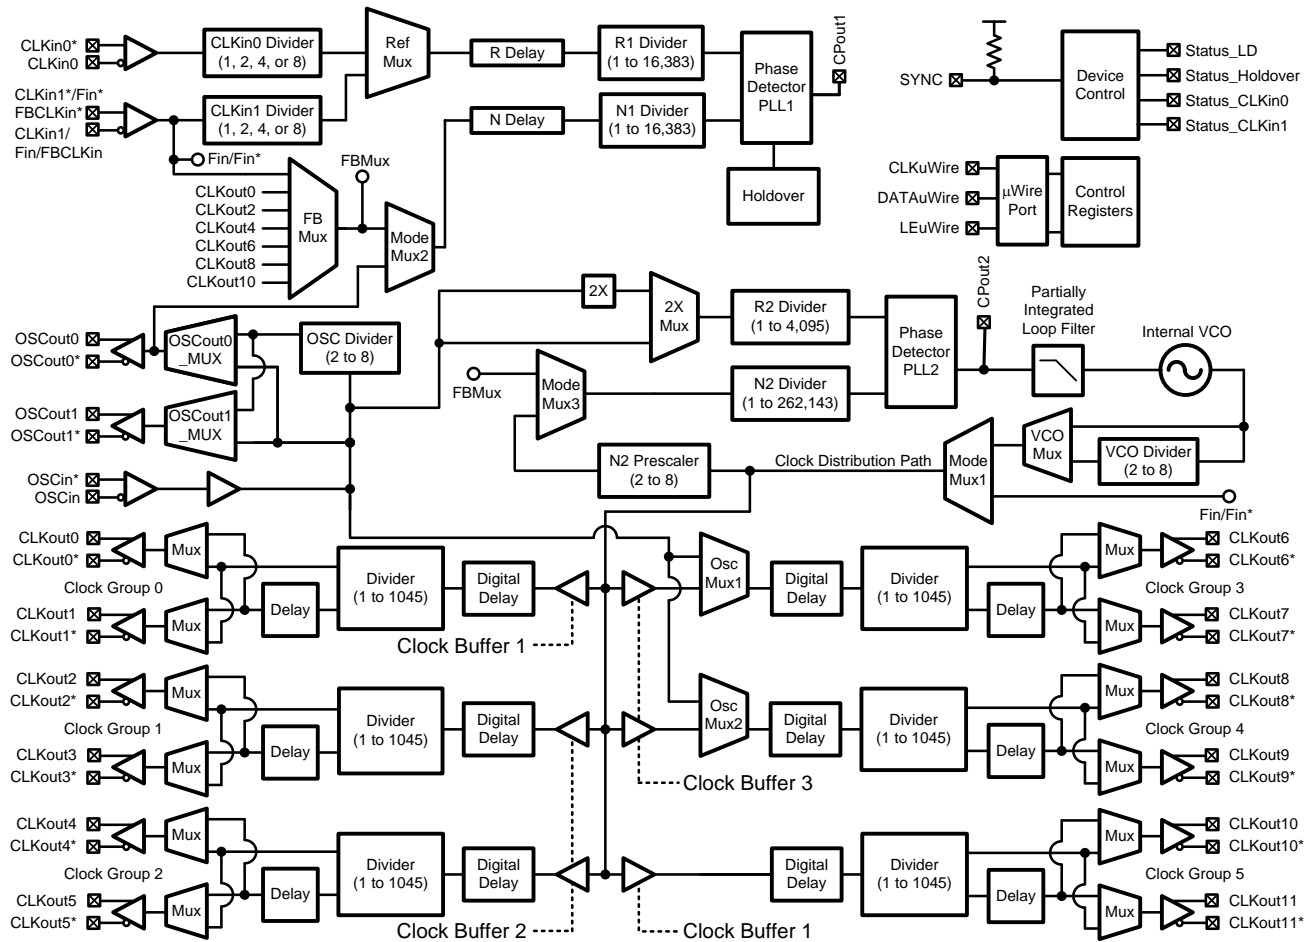 CLKin0*
CLKin0
CLKin0 Divider
(1, 2, 4, or 8)
Ref
Mux
R Delay
R1 Divider
(1 to 16,383)
Phase
Detector
PLL1
CPout1
CLKin1*/Fin*
FBCLKin*
CLKin1/
Fin/FBCLKin
CLKin1 Divider
(1, 2, 4, or 8)
N Delay
N1 Divider
(1 to 16,383)
Fin/Fin*
Holdover
SYNC
Device
Control
Status_LD
Status_Holdover
Status_CLKin0
Status_CLKin1
CLKuWire
DATAuWire
LEuWire
µWire
Port
Control
Registers
FBMux
CLKout0
CLKout2
CLKout4
CLKout6
CLKout8
CLKout10
FB
Mux
Mode
Mux2
2X
2X
Mux
R2 Divider
(1 to 4,095)
Phase
Detector
PLL2
CPout2
Partially
Integrated
Loop Filter
Internal VCO
OSCout0
OSCout0*
OSCout0
_MUX
OSC Divider
(2 to 8)
OSCout1
OSCout1*
OSCout1
_MUX
FBMux
Mode
Mux3
N2 Divider
(1 to 262,143)
OSCin*
OSCin
N2 Prescaler
(2 to 8)
Clock Distribution Path
Mode
Mux1
VCO
Mux
VCO Divider
(2 to 8)
Fin/Fin*
CLKout0
CLKout0*
Mux
Clock Group 0
CLKout1
CLKout1*
Mux
Delay
Divider
(1 to 1045)
Digital
Delay
Clock Buffer 1
Osc
Mux1
Digital
Delay
Divider
(1 to 1045)
Delay
Mux
CLKout6
CLKout6*
Clock Group 3
Mux
CLKout7
CLKout7*
CLKout2
CLKout2*
Mux
Clock Group 1
CLKout3
CLKout3*
Mux
Delay
Divider
(1 to 1045)
Digital
Delay
Osc
Mux2
Clock Buffer 3
Digital
Delay
Divider
(1 to 1045)
Delay
Mux
CLKout8
CLKout8*
Clock Group 4
Mux
CLKout9
CLKout9*
CLKout4
CLKout4*
Mux
Clock Group 2
CLKout5
CLKout5*
Mux
Delay
Divider
(1 to 1045)
Digital
Delay
Clock Buffer 2
Clock Buffer 1
Digital
Delay
Divider
(1 to 1045)
Delay
Mux
CLKout10
CLKout10*
Clock Group 5
Mux
CLKout11
CLKout11*